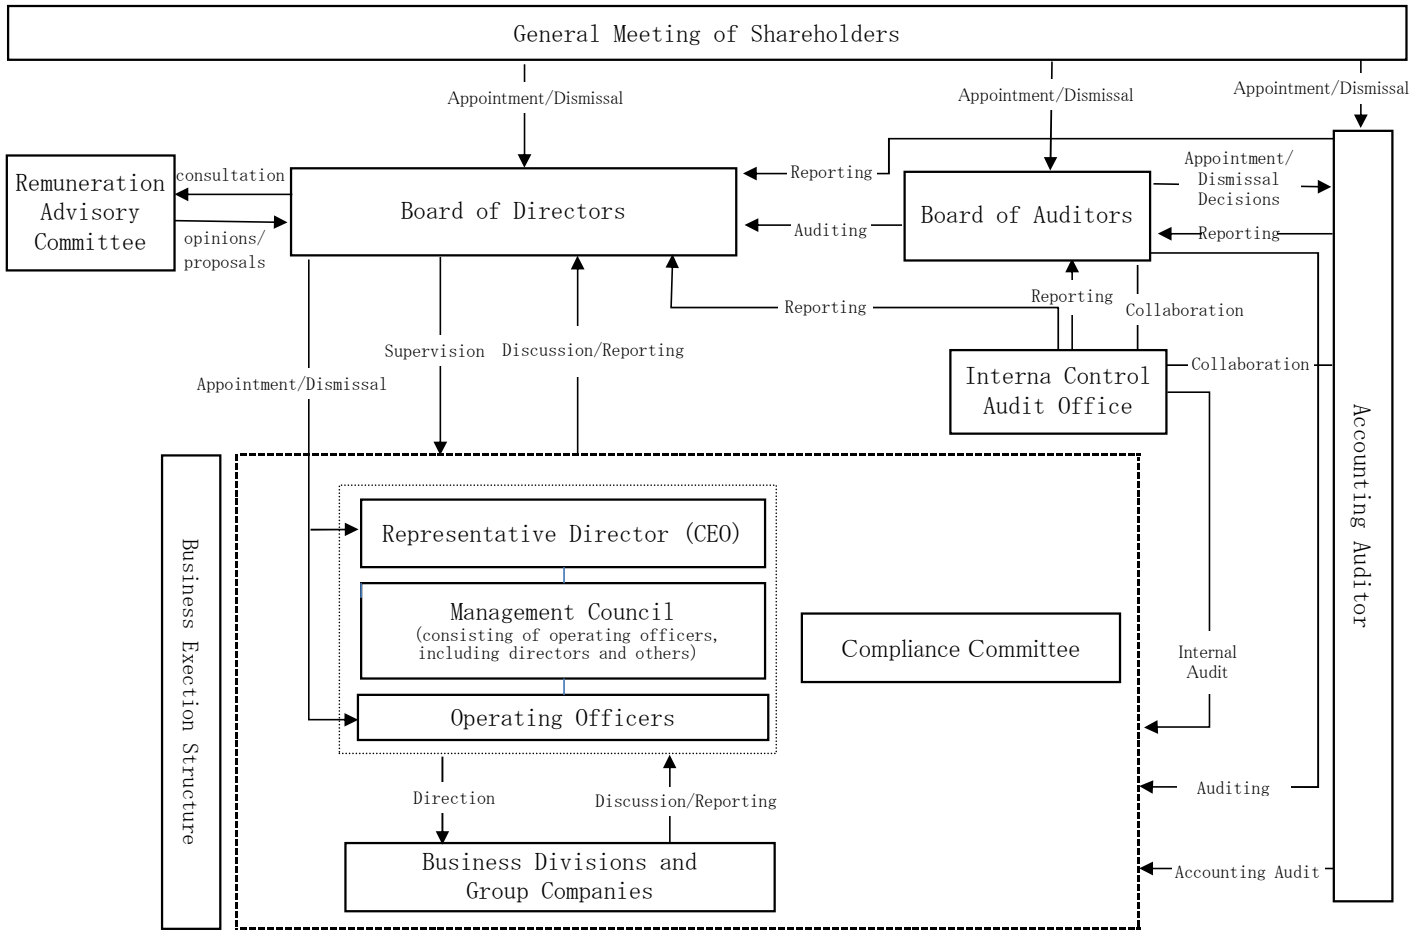 General Meeting of Shareholders
Appointment/Dismissal
Appointment/Dismissal
Appointment/Dismissal
Remuneration
Advisory
Committee
consultation
opinions/
proposals
Board of Directors
Reporting
Auditing
Board of Auditors
Appointment/
Dismissal
Decisions
Reporting
Reporting
Reporting
Collaboration
Supervision
Discussion/Reporting
Appointment/Dismissal
Interna Control
Audit Office
Collaboration
Accounting Auditor
Business Exection Structure
Representative Director (CEO)
Management Council
(consisting of operating officers,
including directors and others)
Operating Officers
Compliance Committee
Internal
Audit
Direction
Discussion/Reporting
Auditing
Business Divisions and
Group Companies
Accounting Audit